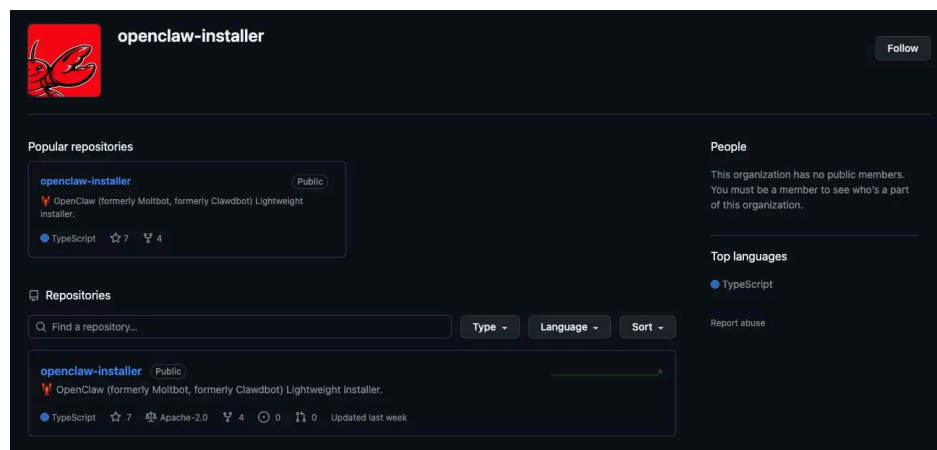 openclaw-installer
Follow
Popular repositories
openclaw-installer Public
🦞 OpenClaw (formerly Moltbot, formerly Clawdbot) Lightweight
installer.
TypeScript 7 4
Repositories
Find a repository...
Type Language Sort
openclaw-installer Public
🦞 OpenClaw (formerly Moltbot, formerly Clawdbot) Lightweight installer.
TypeScript 7 Apache-2.0 4 0 0 Updated last week
People
This organization has no public members.
You must be a member to see who's a part
of this organization.
Top languages
TypeScript
Report abuse